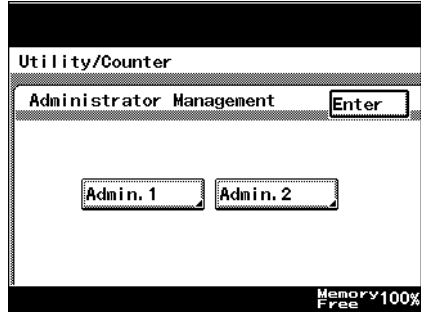 Utility/Counter
Administrator Management
Enter
Admin. 1
Admin. 2
Memory Free 100%